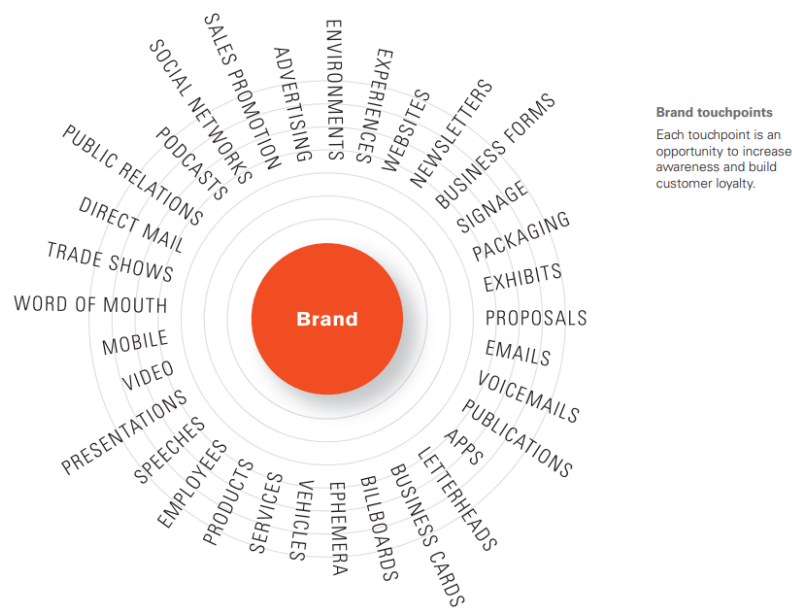 ENVIRONMENTS
EXPERIENCES
WEBSITES
NEWSLETTERS
BUSINESS FORMS
SIGNAGE
PACKAGING
EXHIBITS
PROPOSALS
EMAILS
VOICEMAILS
PUBLICATIONS
APPS
LETTERHEADS
BUSINESS CARDS
BILLBOARDS
EPHEMERA
VEHICLES
SERVICES
PRODUCTS
EMPLOYEES
SPEECHES
PRESENTATIONS
VIDEO
MOBILE
WORD OF MOUTH
TRADE SHOWS
DIRECT MAIL
PUBLIC RELATIONS
PODCASTS
SOCIAL NETWORKS
SALES PROMOTION
ADVERTISING
Brand
Brand touchpoints
Each touchpoint is an
opportunity to increase
awareness and build
customer loyalty.